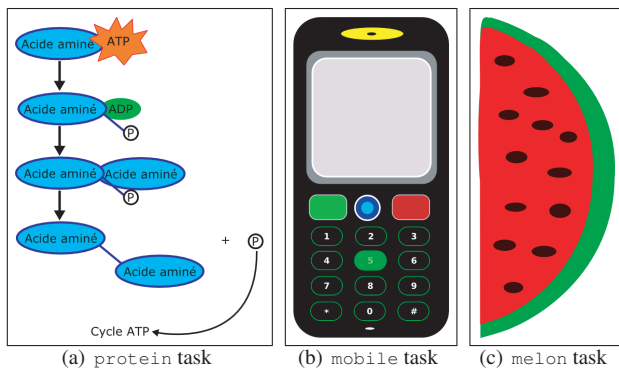 Acide aminé ATP
Acide aminé ADP
P
Acide aminé Acide aminé
P
Acide aminé
+ P
Acide aminé
Cycle ATP
1 2 3
4 5 6
7 8 9
* 0 #
(a) protein task
(b) mobile task
(c) melon task